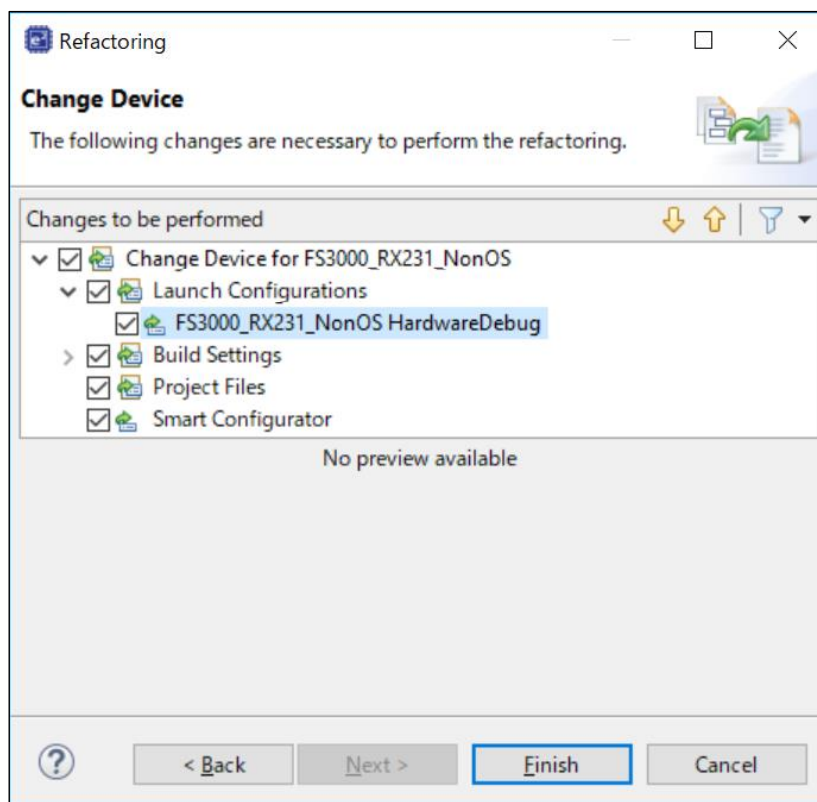 Refactoring
Change Device
The following changes are necessary to perform the refactoring.
Changes to be performed
Change Device for FS3000_RX231_NonOS
Launch Configurations
FS3000_RX231_NonOS HardwareDebug
Build Settings
Project Files
Smart Configurator
No preview available
? < Back Next > Finish Cancel